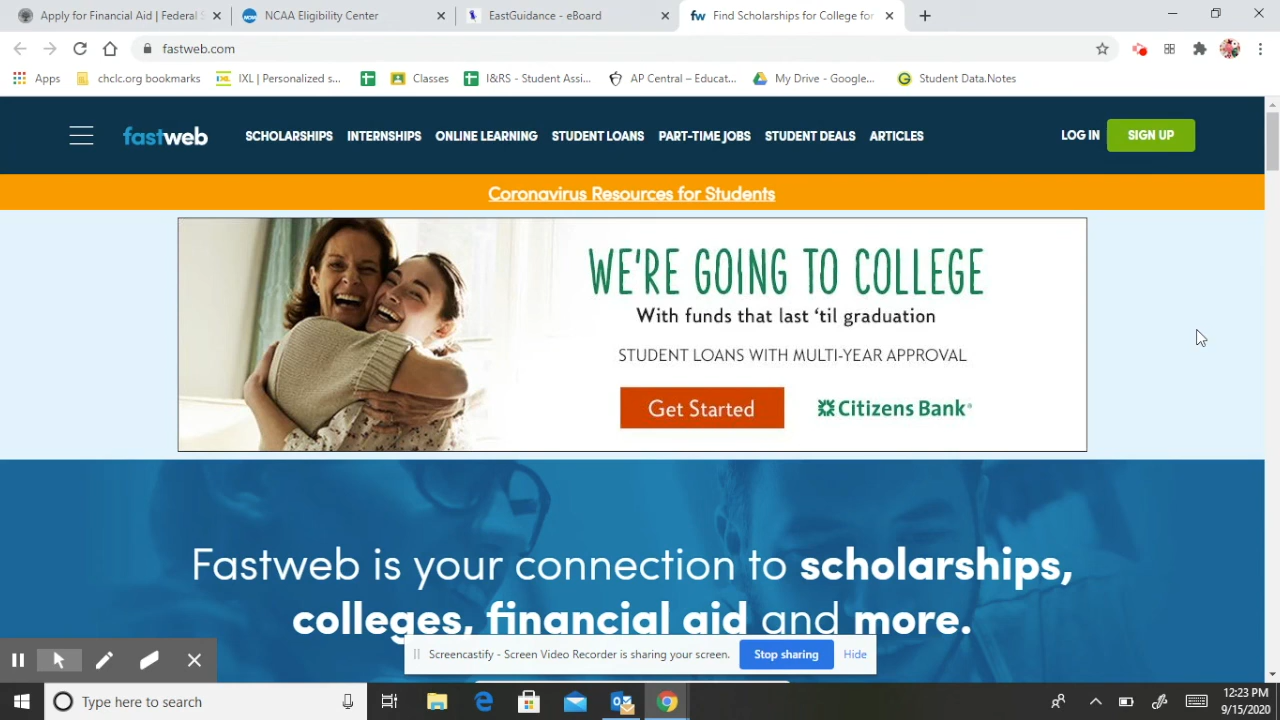 Apply for Financial Aid | Federal S
NCAA Eligibility Center
EastGuidance - eBoard
fw Find Scholarships for College for
fastweb.com
Apps
chclc.org bookmarks
IXL IXL | Personalized s...
Classes
I&RS - Student Assi...
AP Central – Educat...
My Drive - Google...
Student Data.Notes
fastweb
SCHOLARSHIPS
INTERNSHIPS
ONLINE LEARNING
STUDENT LOANS
PART-TIME JOBS
STUDENT DEALS
ARTICLES
LOG IN
SIGN UP
Coronavirus Resources for Students
WE'RE GOING TO COLLEGE
With funds that last 'til graduation
STUDENT LOANS WITH MULTI-YEAR APPROVAL
Get Started
Citizens Bank®
Fastweb is your connection to scholarships,
colleges, financial aid and more.
Screencastify - Screen Video Recorder is sharing your screen.
Stop sharing
Hide
Type here to search
12:23 PM
9/15/2020